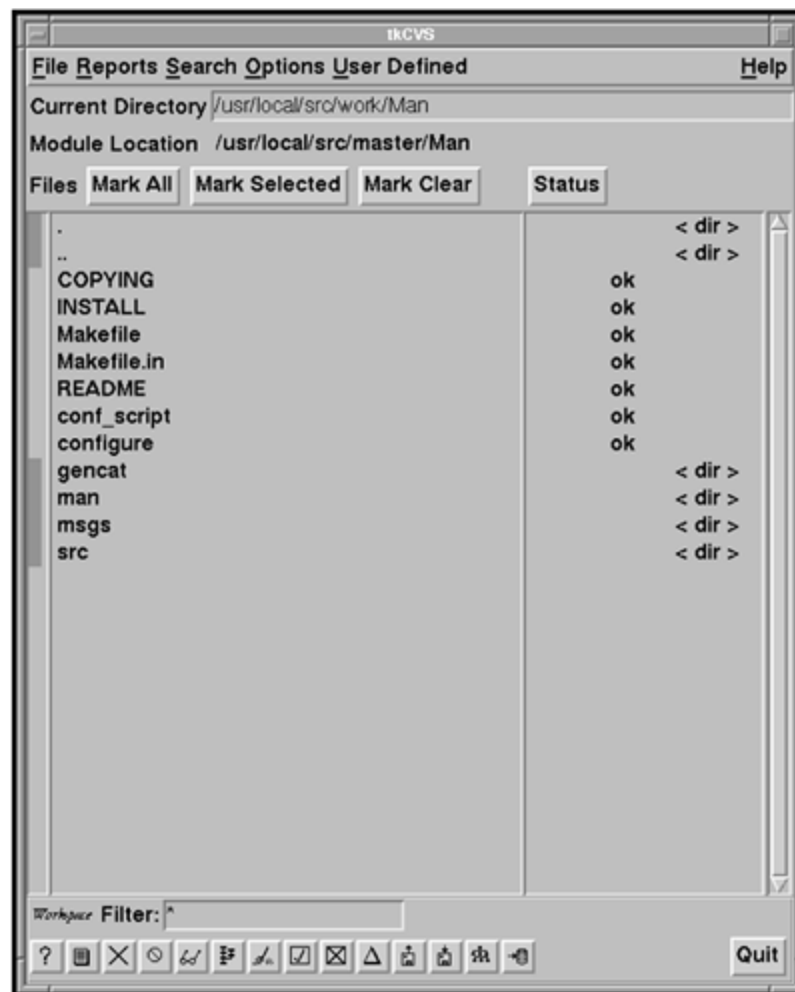 tkCVS
File Reports Search Options User Defined Help
Current Directory /usr/local/src/work/Man
Module Location /usr/local/src/master/Man
Files Mark All Mark Selected Mark Clear Status
. < dir >
.. < dir >
COPYING ok
INSTALL ok
Makefile ok
Makefile.in ok
README ok
conf_script ok
configure ok
gencat < dir >
man < dir >
msgs < dir >
src < dir >
Workspace Filter: *
? Quit